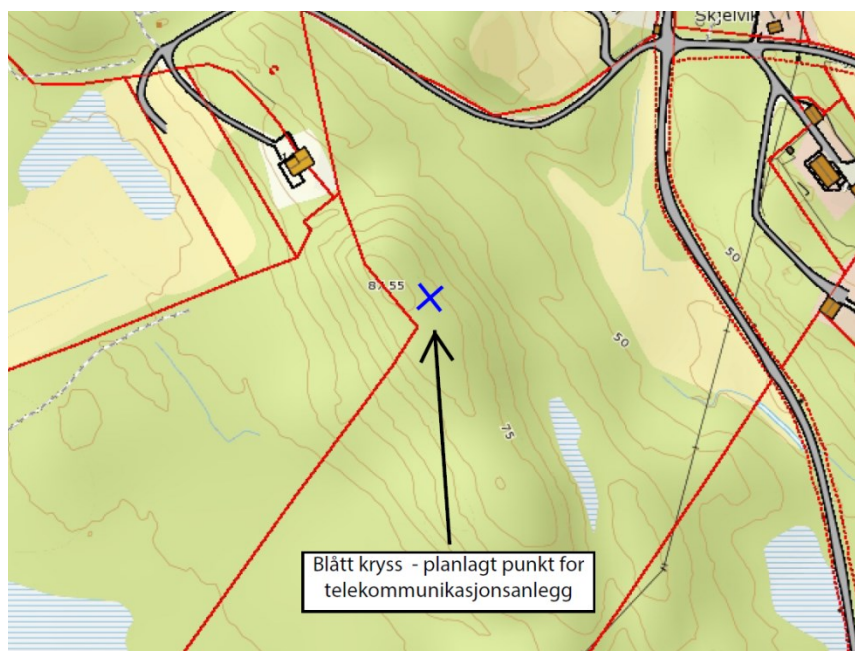 Skjelvik
50
87.55
50
75
Blått kryss - planlagt punkt for
telekommunikasjonsanlegg